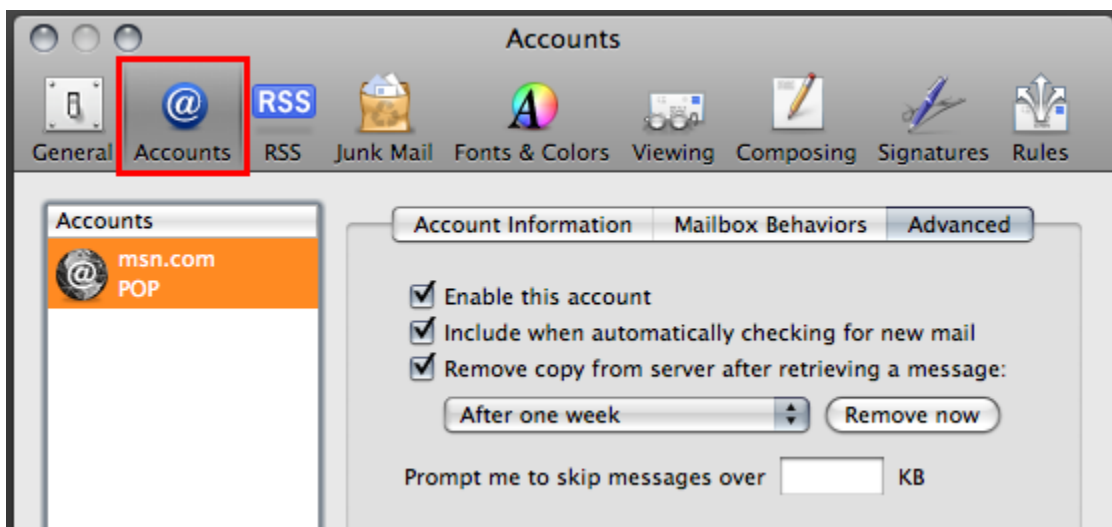 Accounts
RSS
General Accounts RSS Junk Mail Fonts & Colors Viewing Composing Signatures Rules
Accounts
msn.com
POP
Account Information Mailbox Behaviors Advanced
Enable this account
Include when automatically checking for new mail
Remove copy from server after retrieving a message:
After one week Remove now
Prompt me to skip messages over KB